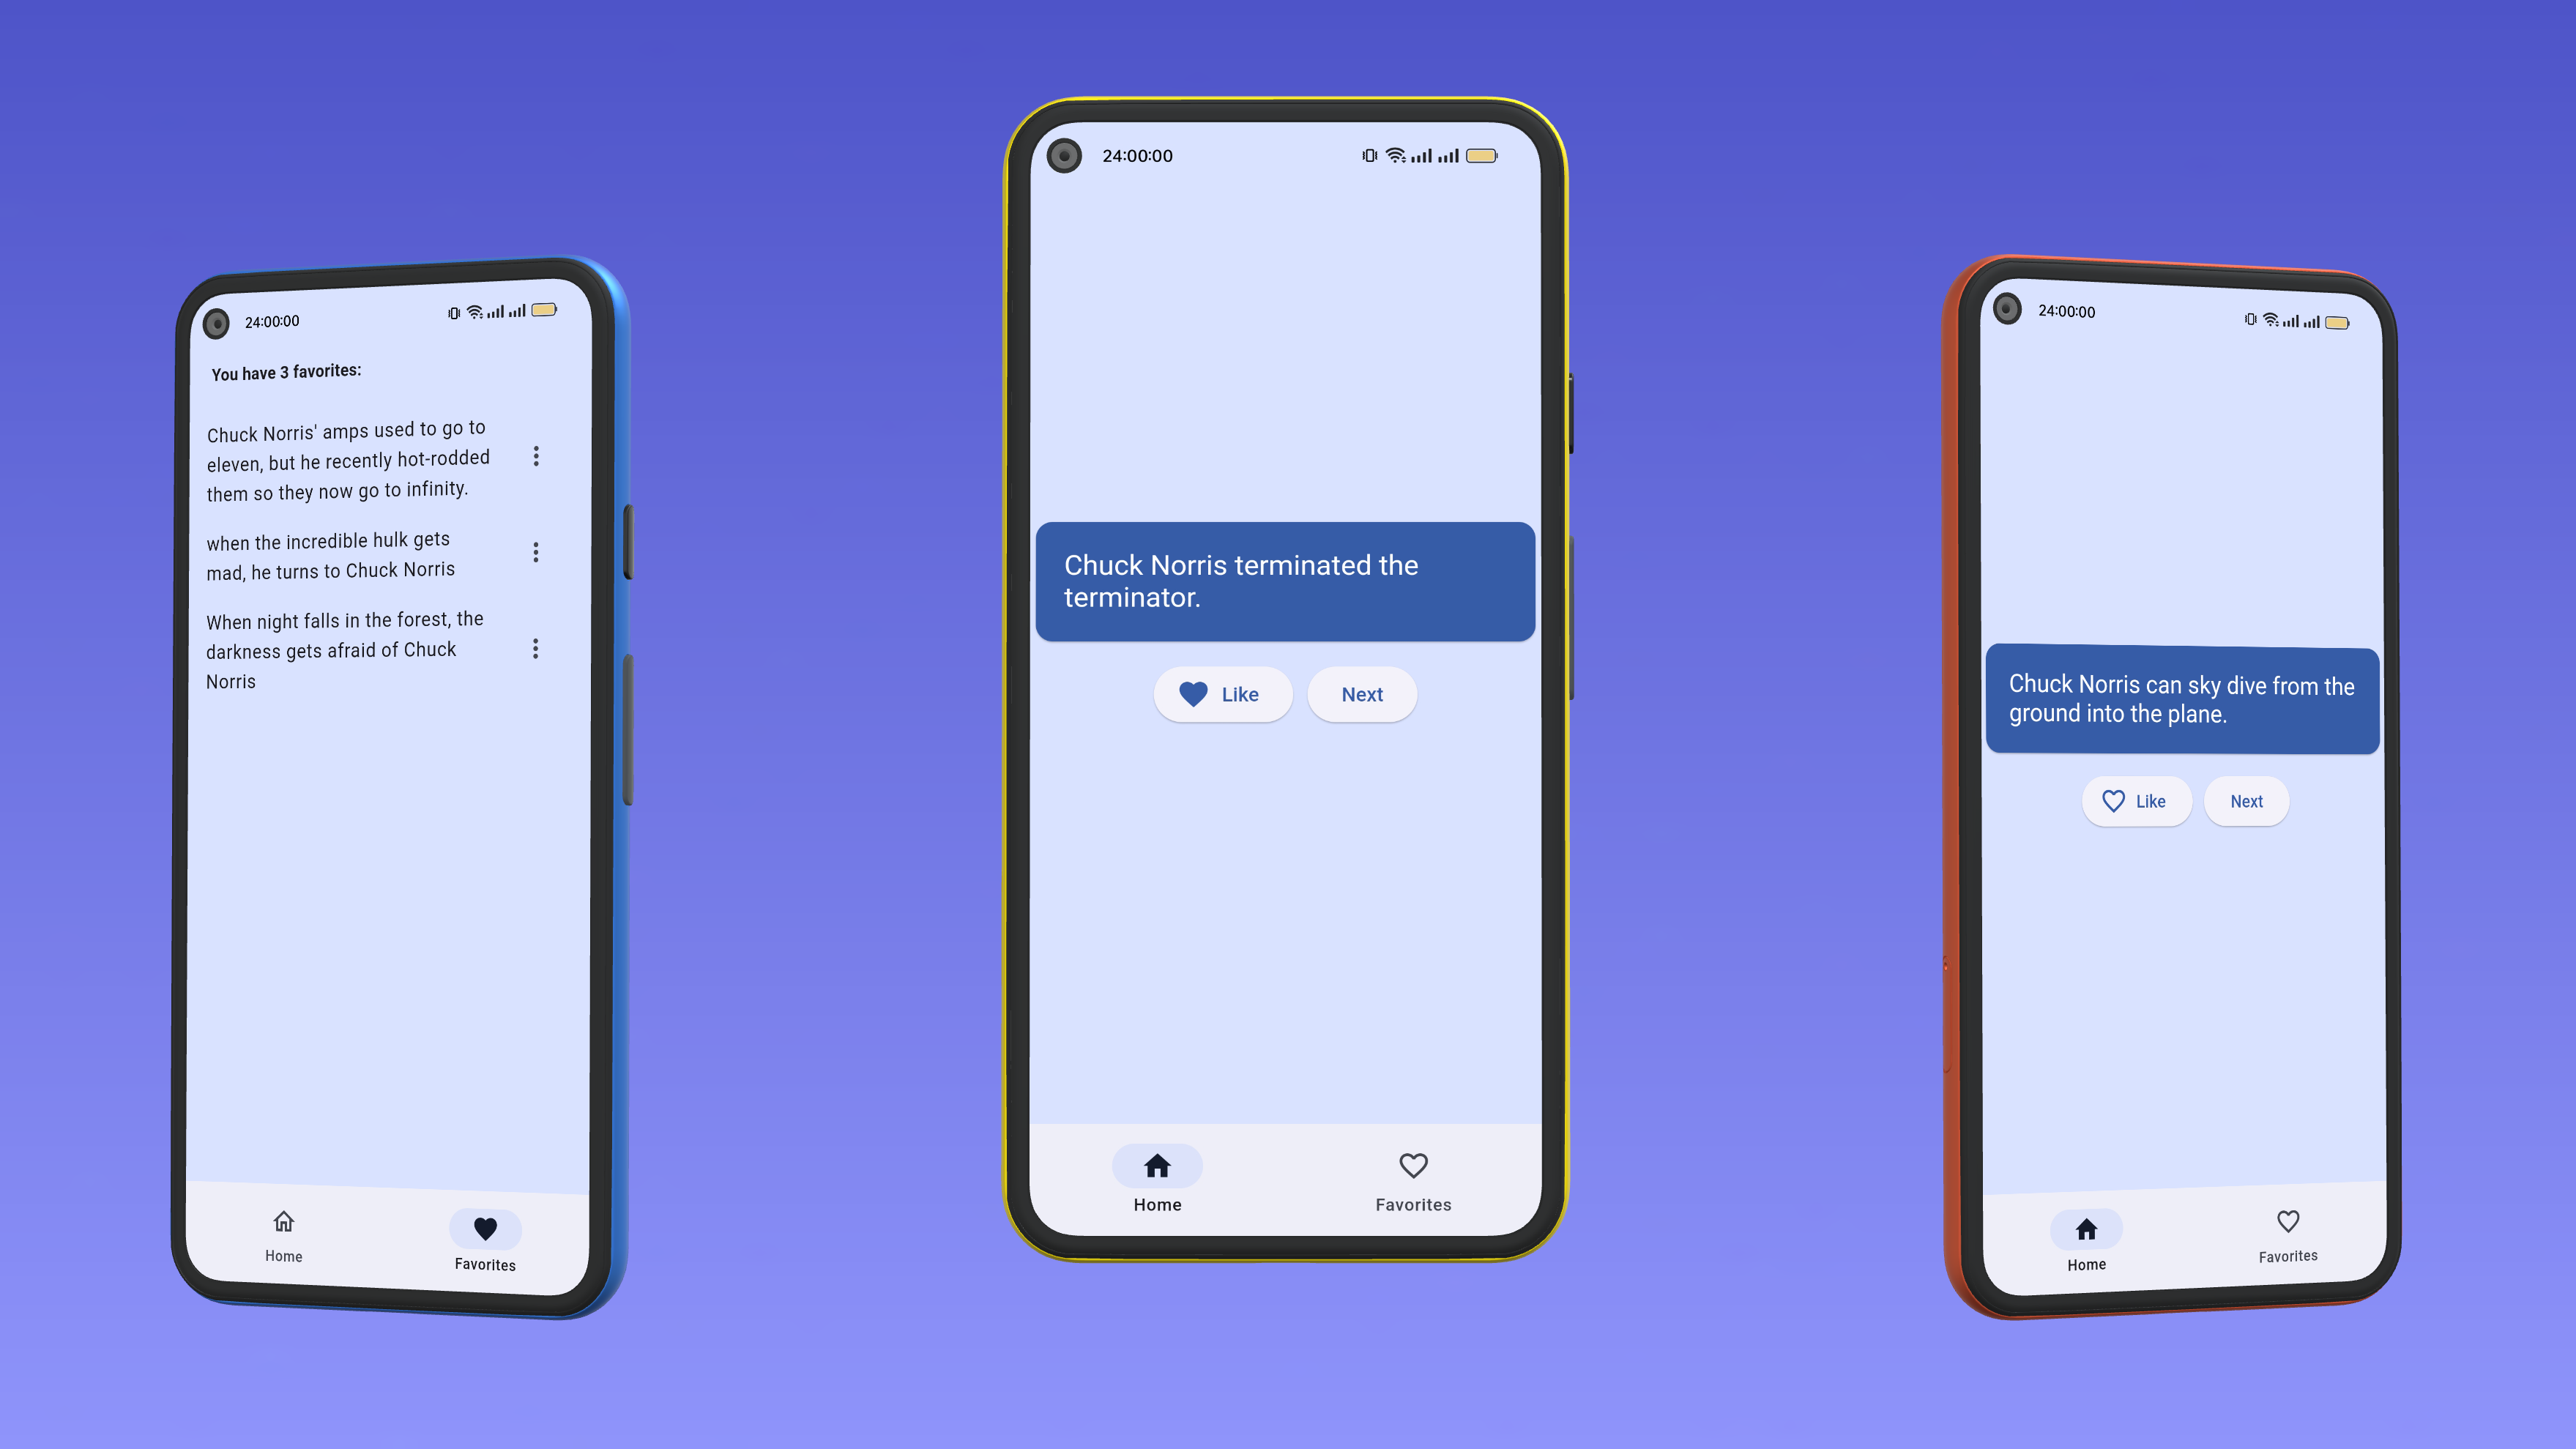 24:00:00
You have 3 favorites:
Chuck Norris' amps used to go to
eleven, but he recently hot-rodded
them so they now go to infinity.
when the incredible hulk gets
mad, he turns to Chuck Norris
When night falls in the forest, the
darkness gets afraid of Chuck
Norris
Home
Favorites
24:00:00
Chuck Norris terminated the
terminator.
Like
Next
Home
Favorites
24:00:00
Chuck Norris can sky dive from the
ground into the plane.
Like
Next
Home
Favorites